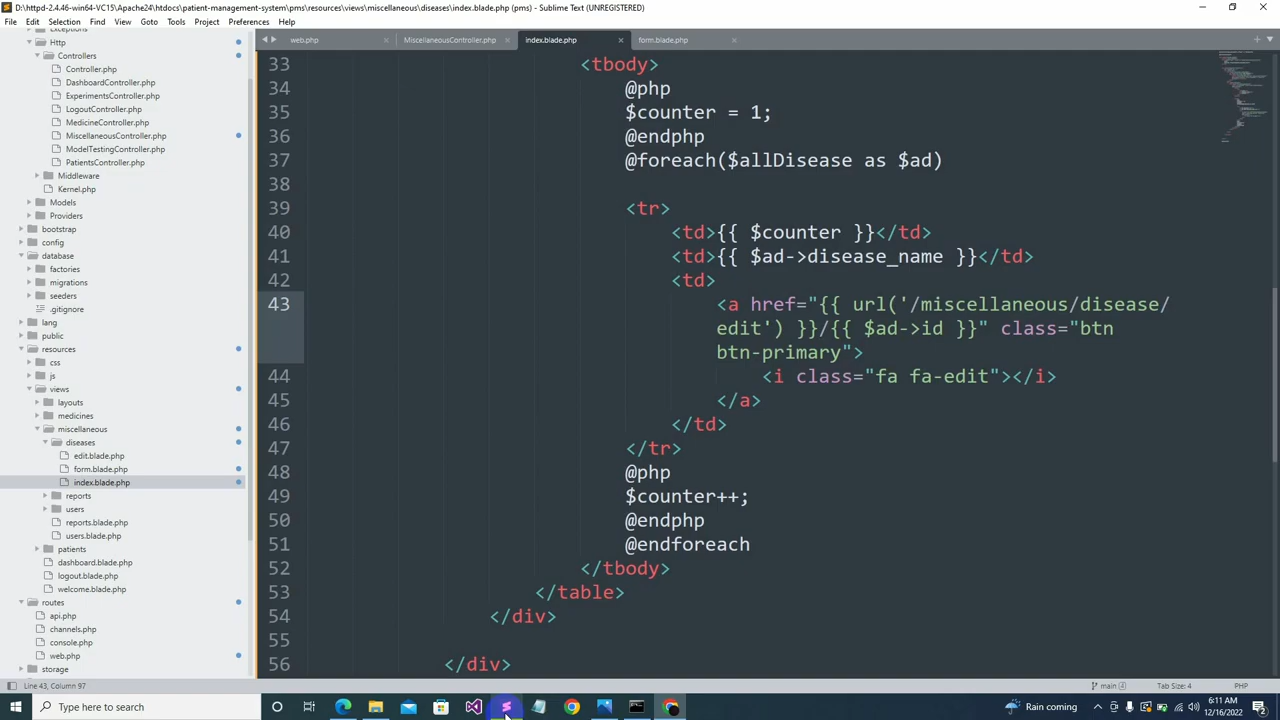 C:\httpd-2.4.46-win64-VC15\Apache24\htdocs\patient-management-system\pms\resources\views\miscellaneous\diseases\index.blade.php (pms) - Sublime Text (UNREGISTERED)
File Edit Selection Find View Goto Tools Project Preferences Help
Exceptions
Http
Controllers
Controller.php
DashboardController.php
ExperimentsController.php
LogoutController.php
MedicineController.php
MiscellaneousController.php
ModelTestingController.php
PatientsController.php
Middleware
Kernel.php
Models
Providers
bootstrap
config
database
factories
migrations
seeders
.gitignore
lang
public
resources
css
js
views
layouts
medicines
miscellaneous
diseases
edit.blade.php
form.blade.php
index.blade.php
reports
users
reports.blade.php
users.blade.php
patients
dashboard.blade.php
logout.blade.php
welcome.blade.php
routes
api.php
channels.php
console.php
web.php
storage
web.php MiscellaneousController.php index.blade.php form.blade.php
33 <tbody>
34 @php
35 $counter = 1;
36 @endphp
37 @foreach($allDisease as $ad)
38
39 <tr>
40 <td>{{ $counter }}</td>
41 <td>{{ $ad->disease_name }}</td>
42 <td>
43 <a href="{{ url('/miscellaneous/disease/
edit') }}/{{ $ad->id }}" class="btn
btn-primary">
44 <i class="fa fa-edit"></i>
45 </a>
46 </td>
47 </tr>
48 @php
49 $counter++;
50 @endphp
51 @endforeach
52 </tbody>
53 </table>
54 </div>
55
56 </div>
Line 43, Column 97 main 4 Tab Size: 4 PHP
Type here to search
Rain coming
6:11 AM
12/16/2022
2